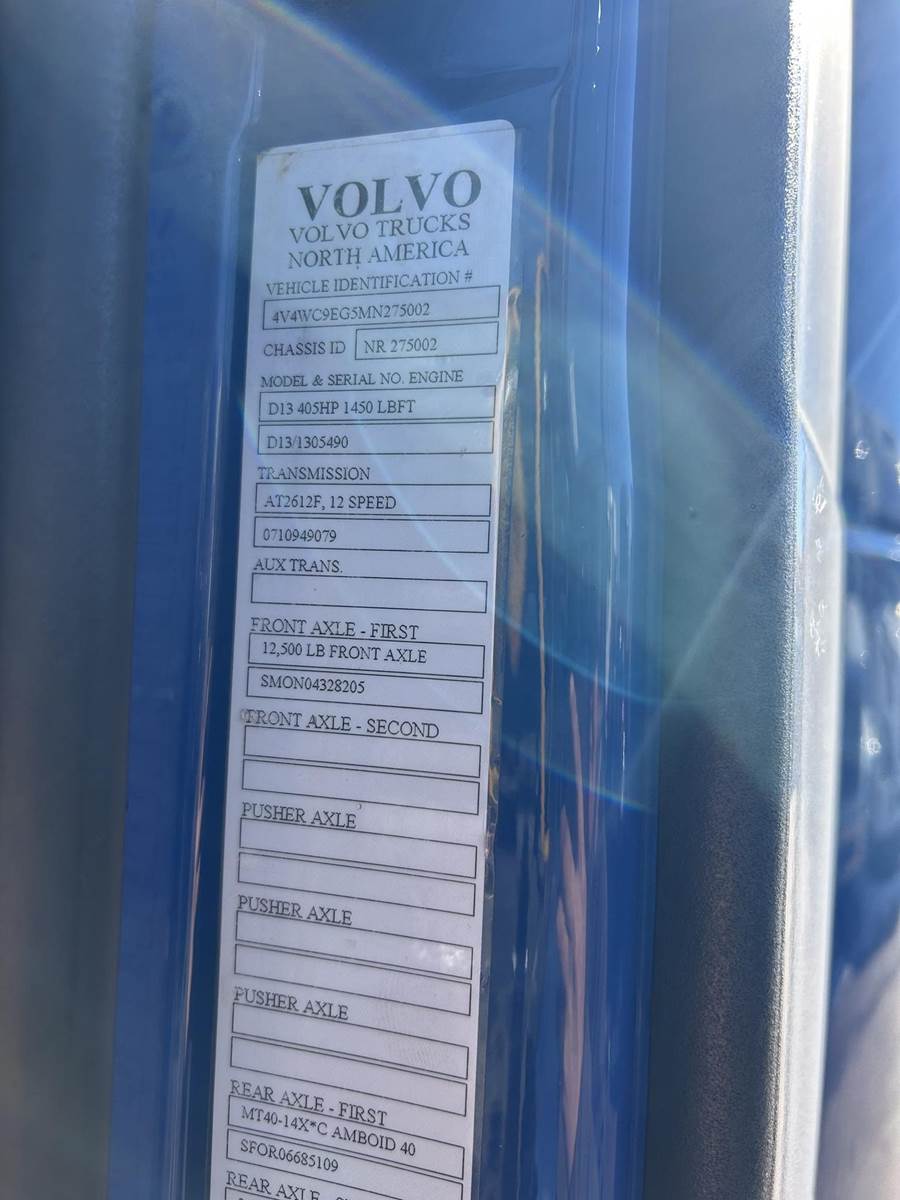 VOLVO
VOLVO TRUCKS
NORTH AMERICA
VEHICLE IDENTIFICATION #
4V4WC9EG5MN275002
CHASSIS ID NR 275002
MODEL & SERIAL NO. ENGINE
D13 405HP 1450 LBFT
D13/1305490
TRANSMISSION
AT2612F, 12 SPEED
0710949079
AUX TRANS.
FRONT AXLE - FIRST
12,500 LB FRONT AXLE
SMON04328205
FRONT AXLE - SECOND
PUSHER AXLE
PUSHER AXLE
PUSHER AXLE
REAR AXLE - FIRST
MT40-14X*C AMBOID 40
SFOR06685109
REAR AXLE -